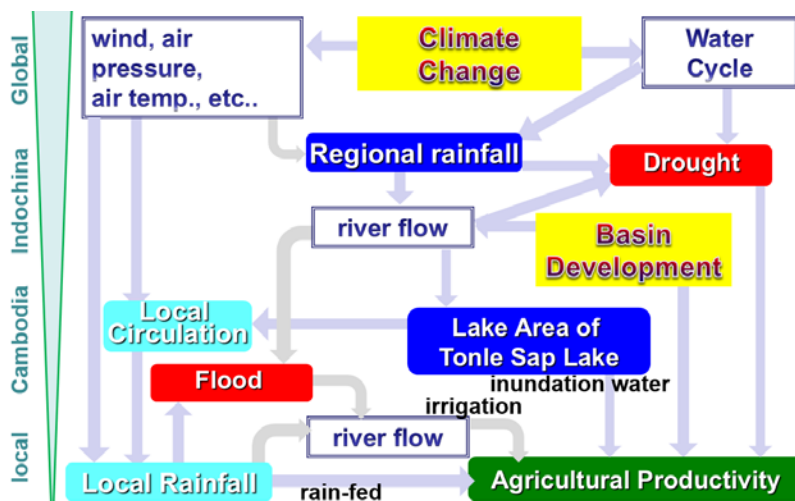 Global
Indochina
Cambodia
local
wind, air
pressure,
air temp., etc..
Climate
Change
Water
Cycle
Regional rainfall
Drought
river flow
Basin
Development
Local
Circulation
Lake Area of
Tonle Sap Lake
Flood
inundation water
irrigation
river flow
Local Rainfall
rain-fed
Agricultural Productivity